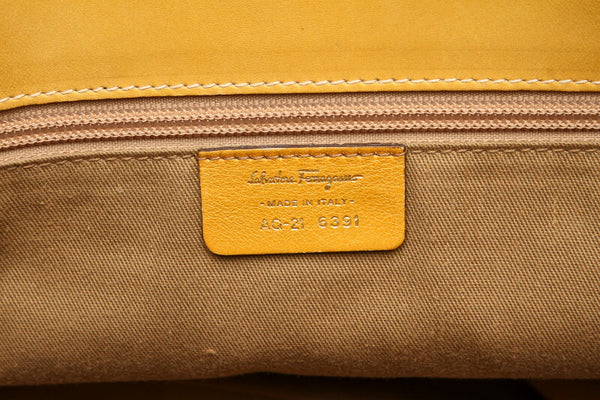 Salvatore Ferragamo
- MADE IN ITALY -
AQ-21 6391